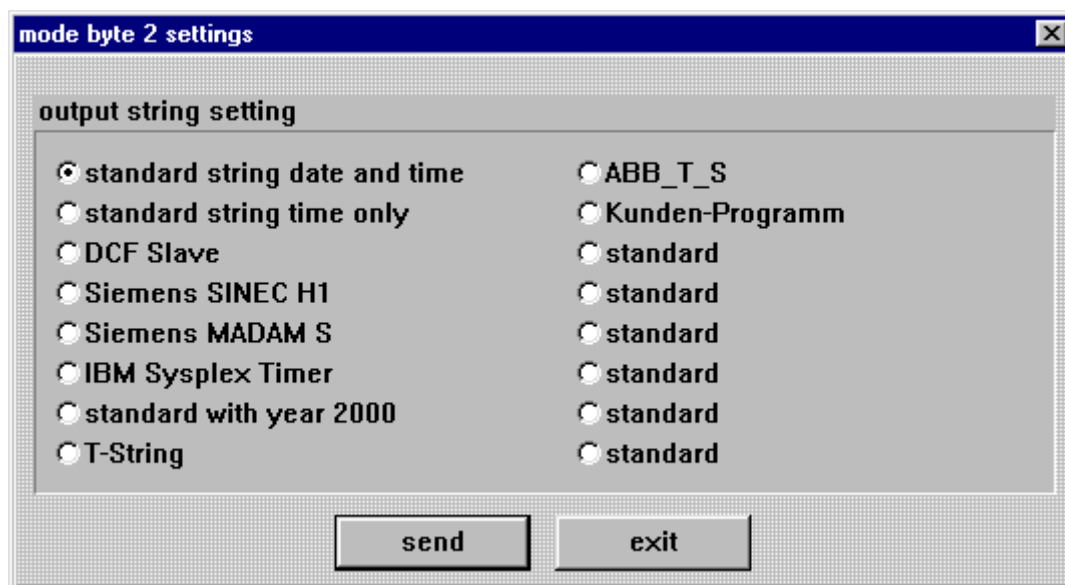 mode byte 2 settings
output string setting
standard string date and time
standard string time only
DCF Slave
Siemens SINEC H1
Siemens MADAM S
IBM Sysplex Timer
standard with year 2000
T-String
ABB_T_S
Kunden-Programm
standard
standard
standard
standard
standard
standard
send
exit